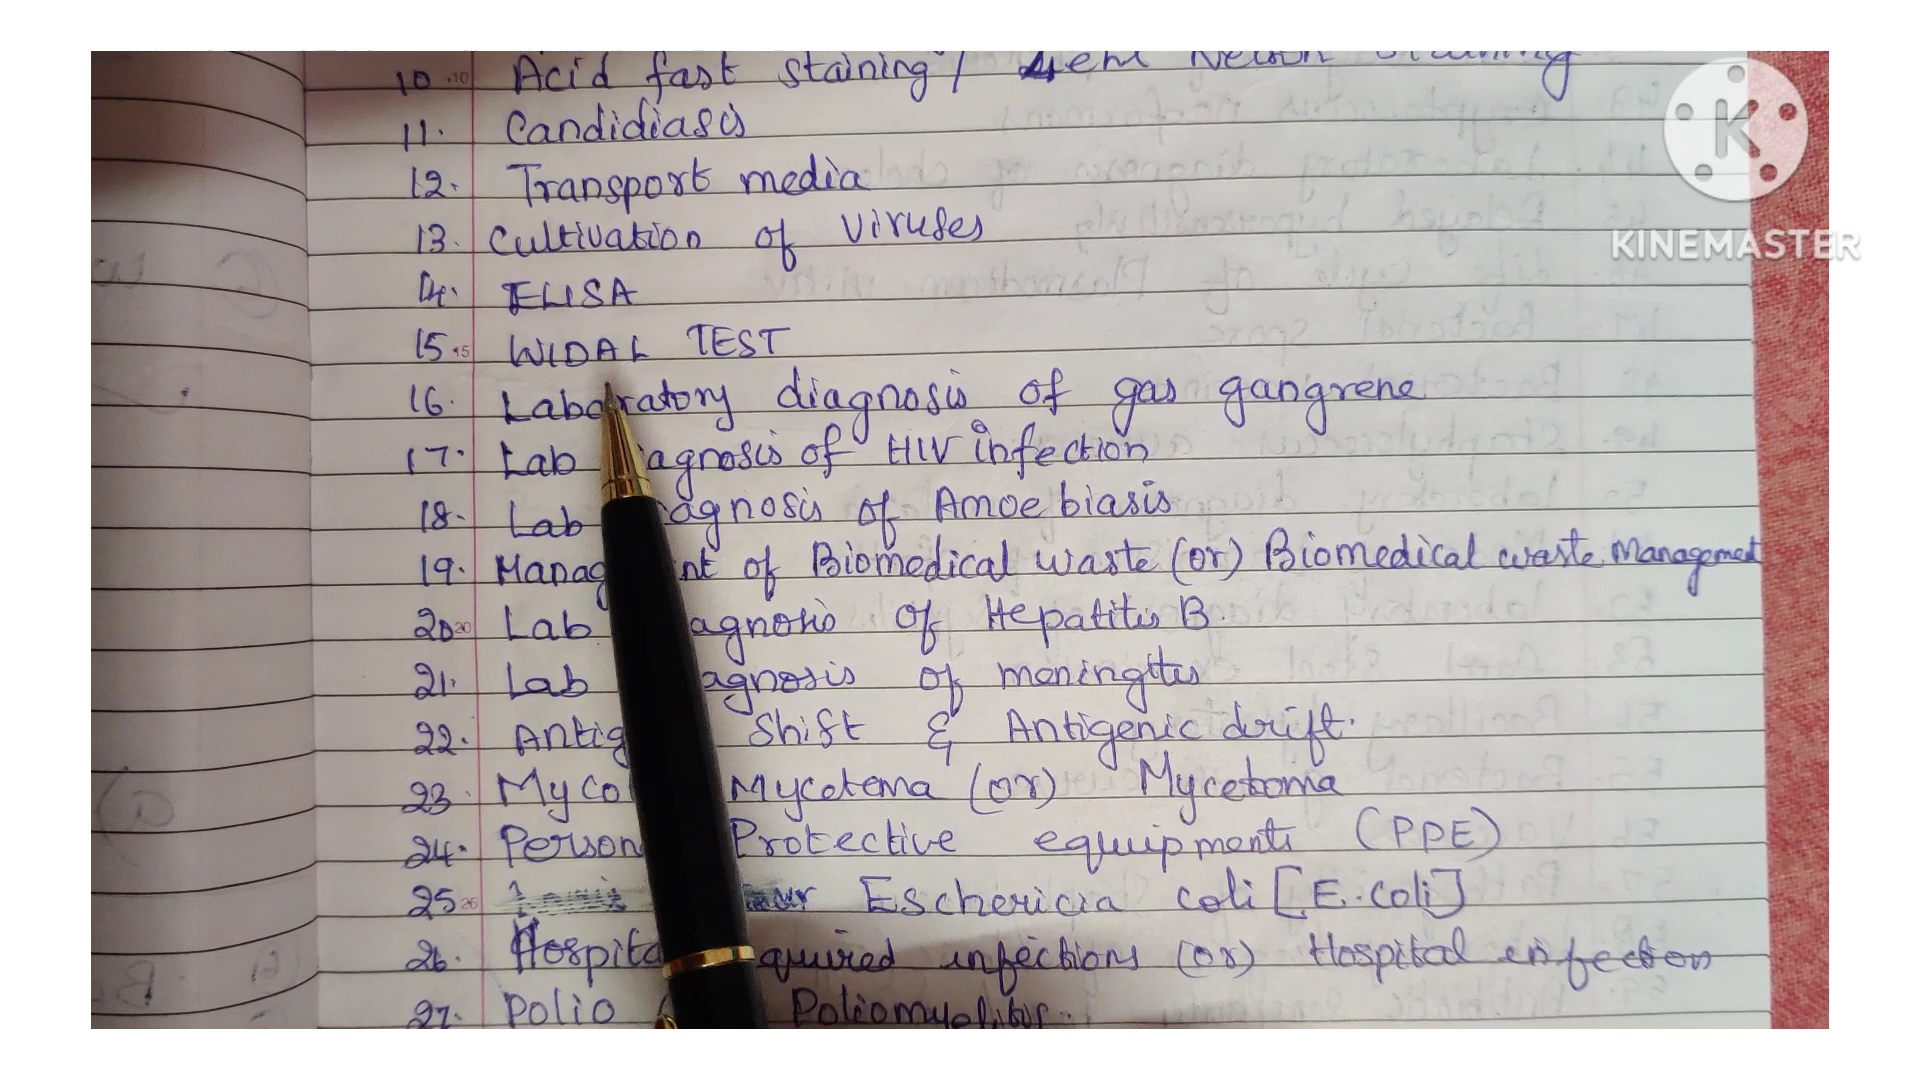 10. Acid fast staining / Nelson Staining
11. Candidiasis
12. Transport media
13. Cultivation of Viruses
14. ELISA
15. WIDAL TEST
16. Laboratory diagnosis of gas gangrene
17. Lab agnosis of HIV infection
18. Lab agnosis of Amoebiasis
19. Manag nt of Biomedical waste (or) Biomedical waste Management
20. Lab agnosis of Hepatitis B.
21. Lab agnosis of meningites
22. Antig Shift & Antigenic drift.
23. Myco Mycetema (or) Mycetoma
24. Person Protective equipments (PPE)
25. Eschericia coli [E.coli]
26. Hospita quired infections (or) Hospital infection
27. Polio Poliomyelitis.
K
KINEMASTER